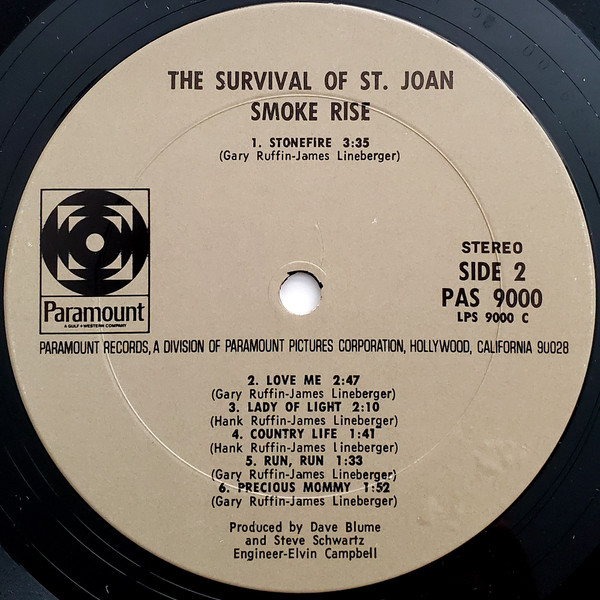 THE SURVIVAL OF ST. JOAN
SMOKE RISE
1. STONEFIRE 3:35
(Gary Ruffin-James Lineberger)
Paramount
A GULF+WESTERN COMPANY
STEREO
SIDE 2
PAS 9000
LPS 9000 C
PARAMOUNT RECORDS, A DIVISION OF PARAMOUNT PICTURES CORPORATION, HOLLYWOOD, CALIFORNIA 90028
2. LOVE ME 2:47
(Gary Ruffin-James Lineberger)
3. LADY OF LIGHT 2:10
(Hank Ruffin-James Lineberger)
4. COUNTRY LIFE 1:41
(Hank Ruffin-James Lineberger)
5. RUN, RUN 1:33
(Gary Ruffin-James Lineberger)
6. PRECIOUS MOMMY 1:52
(Gary Ruffin-James Lineberger)
Produced by Dave Blume
and Steve Schwartz
Engineer-Elvin Campbell